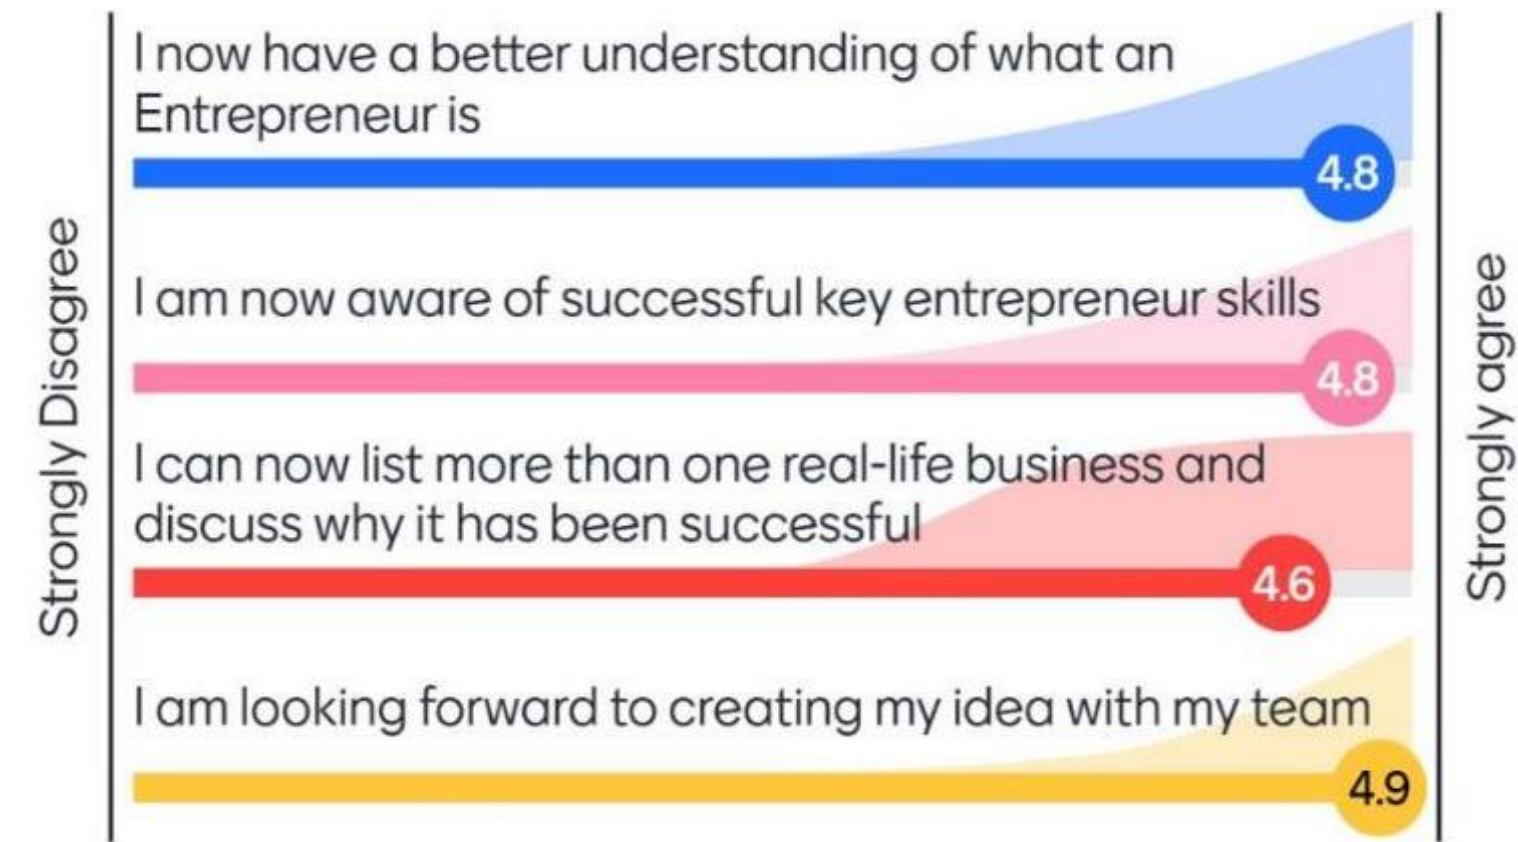 Strongly Disagree
I now have a better understanding of what an
Entrepreneur is
4.8
I am now aware of successful key entrepreneur skills
4.8
I can now list more than one real-life business and
discuss why it has been successful
4.6
I am looking forward to creating my idea with my team
4.9
Strongly agree